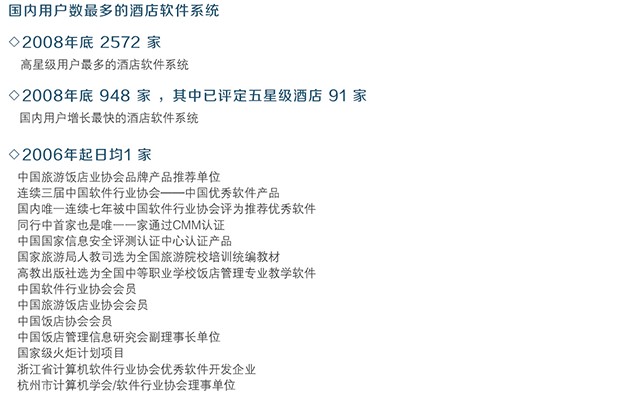 国内用户数最多的酒店软件系统
◇2008年底 2572 家
高星级用户最多的酒店软件系统
◇2008年底 948 家，其中已评定五星级酒店 91 家
国内用户增长最快的酒店软件系统
◇2006年起日均1 家
中国旅游饭店业协会品牌产品推荐单位
连续三届中国软件行业协会——中国优秀软件产品
国内唯一连续七年被中国软件行业协会评为推荐优秀软件
同行中首家也是唯一一家通过CMM认证
中国国家信息安全评测认证中心认证产品
国家旅游局人教司选为全国旅游院校培训统编教材
高教出版社选为全国中等职业学校饭店管理专业教学软件
中国软件行业协会会员
中国旅游饭店业协会会员
中国饭店协会会员
中国饭店管理信息研究会副理事长单位
国家级火炬计划项目
浙江省计算机软件行业协会优秀软件开发企业
杭州市计算机学会/软件行业协会理事单位